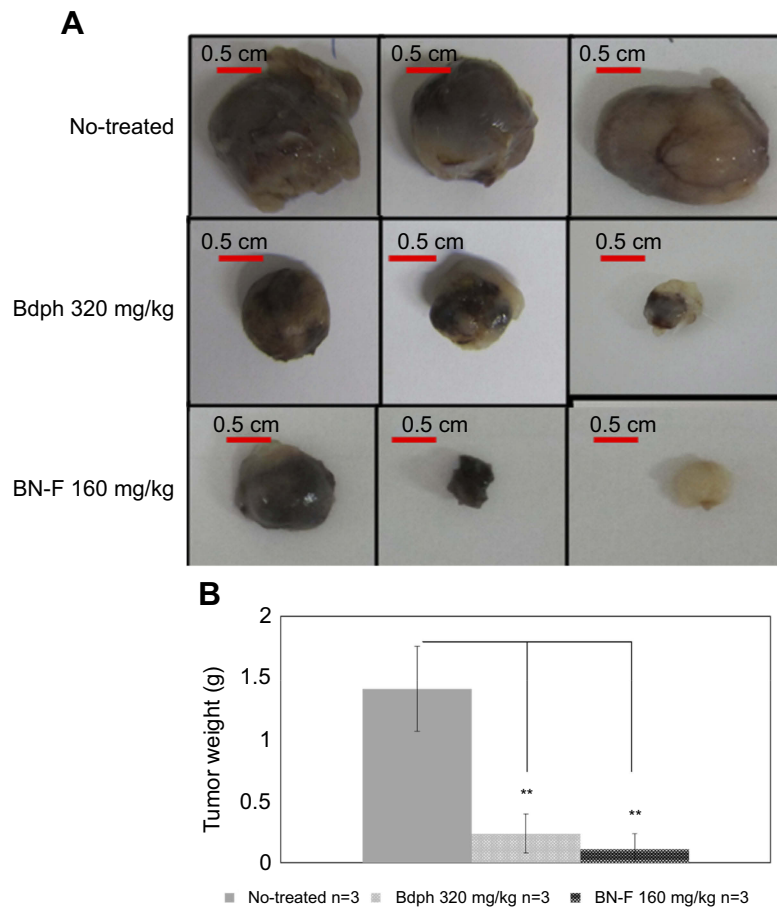 A
0.5 cm 0.5 cm 0.5 cm
No-treated
0.5 cm 0.5 cm 0.5 cm
Bdph 320 mg/kg
0.5 cm 0.5 cm 0.5 cm
BN-F 160 mg/kg
B
2
1.5
1
0.5
0
Tumor weight (g)
**
**
No-treated n=3 Bdph 320 mg/kg n=3 BN-F 160 mg/kg n=3